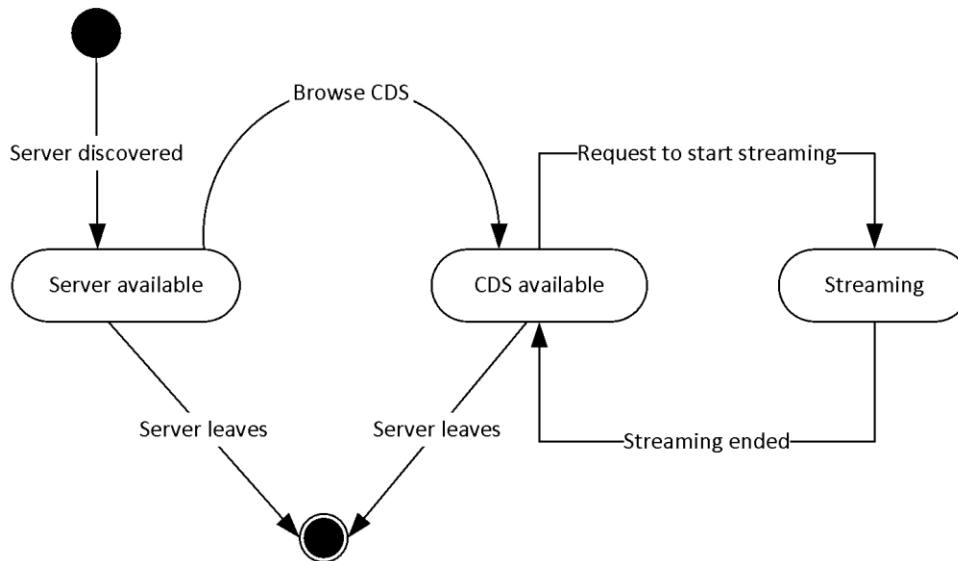 Browse CDS
Server discovered
Request to start streaming
Server available
CDS available
Streaming
Server leaves
Server leaves
Streaming ended